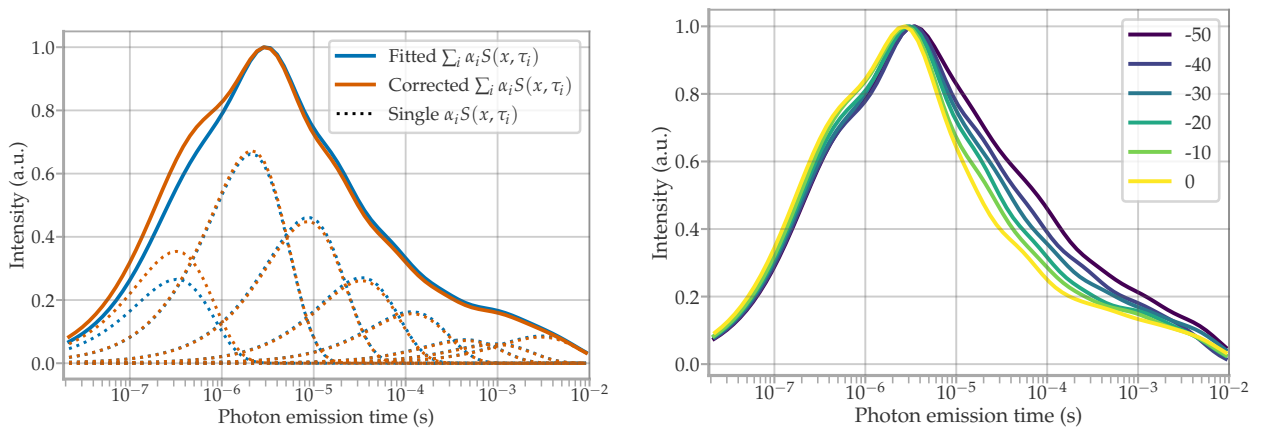 Intensity (a.u.)
1.0
0.8
0.6
0.4
0.2
0.0
Fitted ∑ᵢ αᵢS(x, τᵢ)
Corrected ∑ᵢ αᵢS(x, τᵢ)
Single αᵢS(x, τᵢ)
10⁻⁷ 10⁻⁶ 10⁻⁵ 10⁻⁴ 10⁻³ 10⁻²
Photon emission time (s)
Intensity (a.u.)
1.0
0.8
0.6
0.4
0.2
0.0
-50
-40
-30
-20
-10
0
10⁻⁷ 10⁻⁶ 10⁻⁵ 10⁻⁴ 10⁻³ 10⁻²
Photon emission time (s)